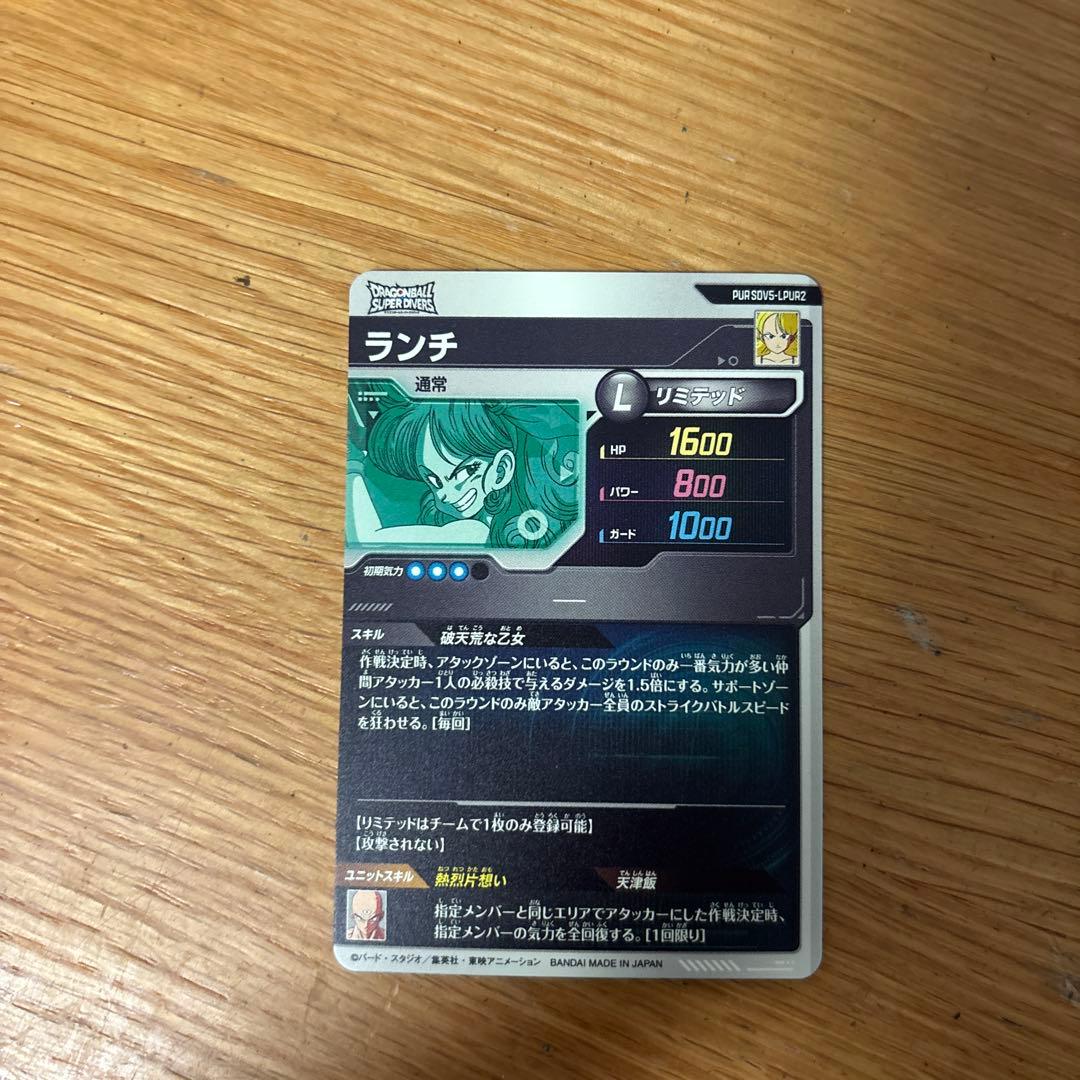 DRAGONBALL
SUPER DIVERS
PUR SDV5-LPUR2
ランチ
通常
L リミテッド
HP 1600
パワー 800
ガード 1000
初期気力
スキル 破天荒な乙女
作戦決定時、アタックゾーンにいると、このラウンドのみ一番気力が多い仲
間アタッカー1人の必殺技で与えるダメージを1.5倍にする。サポートゾー
ンにいると、このラウンドのみ敵アタッカー全員のストライクバトルスピード
を狂わせる。[毎回]
【リミテッドはチームで1枚のみ登録可能】
【攻撃されない】
ユニットスキル 熱烈片想い 天津飯
指定メンバーと同じエリアでアタッカーにした作戦決定時、
指定メンバーの気力を全回復する。[1回限り]
©バード・スタジオ／集英社・東映アニメーション BANDAI MADE IN JAPAN